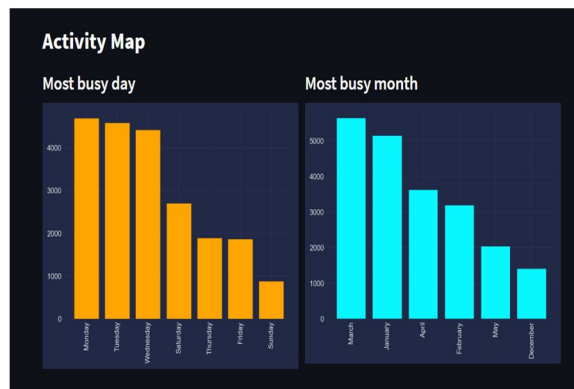 Activity Map
Most busy day
4000
3000
2000
1000
0
Monday
Tuesday
Wednesday
Saturday
Thursday
Friday
Sunday
Most busy month
5000
4000
3000
2000
1000
0
March
January
April
February
May
December